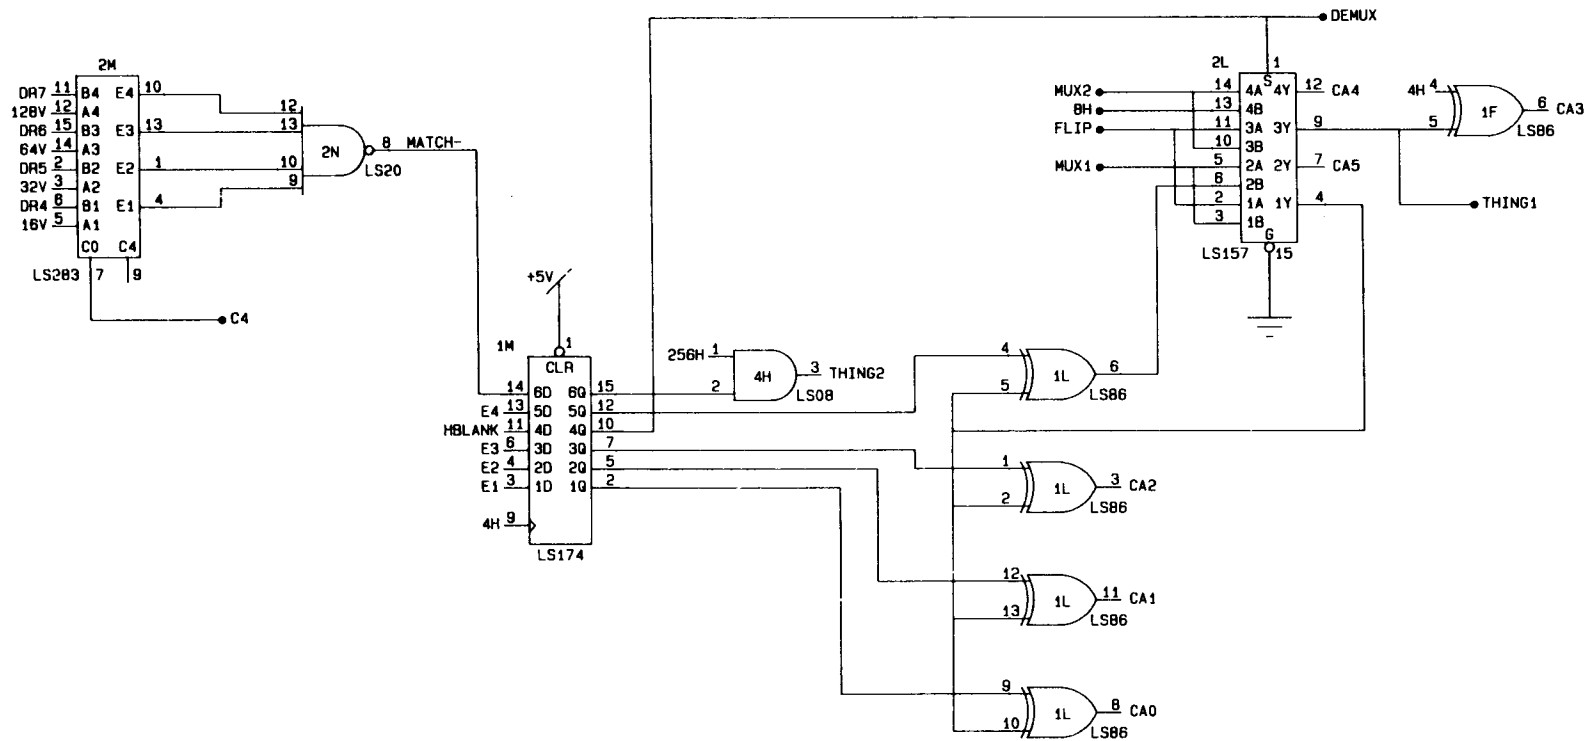 DEMUX
2M
2L 1
DR7 11 B4 E4 10
128V 12 A4
DR6 15 B3 E3 13
64V 14 A3
DR5 2 B2 E2 1
32V 3 A2
DR4 6 B1 E1 4
16V 5 A1
C0 C4
LS283 7 9
C4
12
13
10
9
2N
8 MATCH-
LS20
S
MUX2 14 4A 4Y 12 CA4
8H 13 4B
FLIP 11 3A 3Y 9
10 3B
MUX1 5 2A 2Y 7 CA5
6 2B
2 1A 1Y 4
3 1B
G
LS157 15
4H 4
5
1F
6 CA3
LS86
THING1
+5V
1M 1
CLR
14 6D 6Q 15
E4 13 5D 5Q 12
HBLANK 11 4D 4Q 10
E3 6 3D 3Q 7
E2 4 2D 2Q 5
E1 3 1D 1Q 2
4H 9
LS174
256H 1
2
4H
3 THING2
LS08
4
5
1L
6
LS86
1
2
1L
3 CA2
LS86
12
13
1L
11 CA1
LS86
9
10
1L
8 CA0
LS86